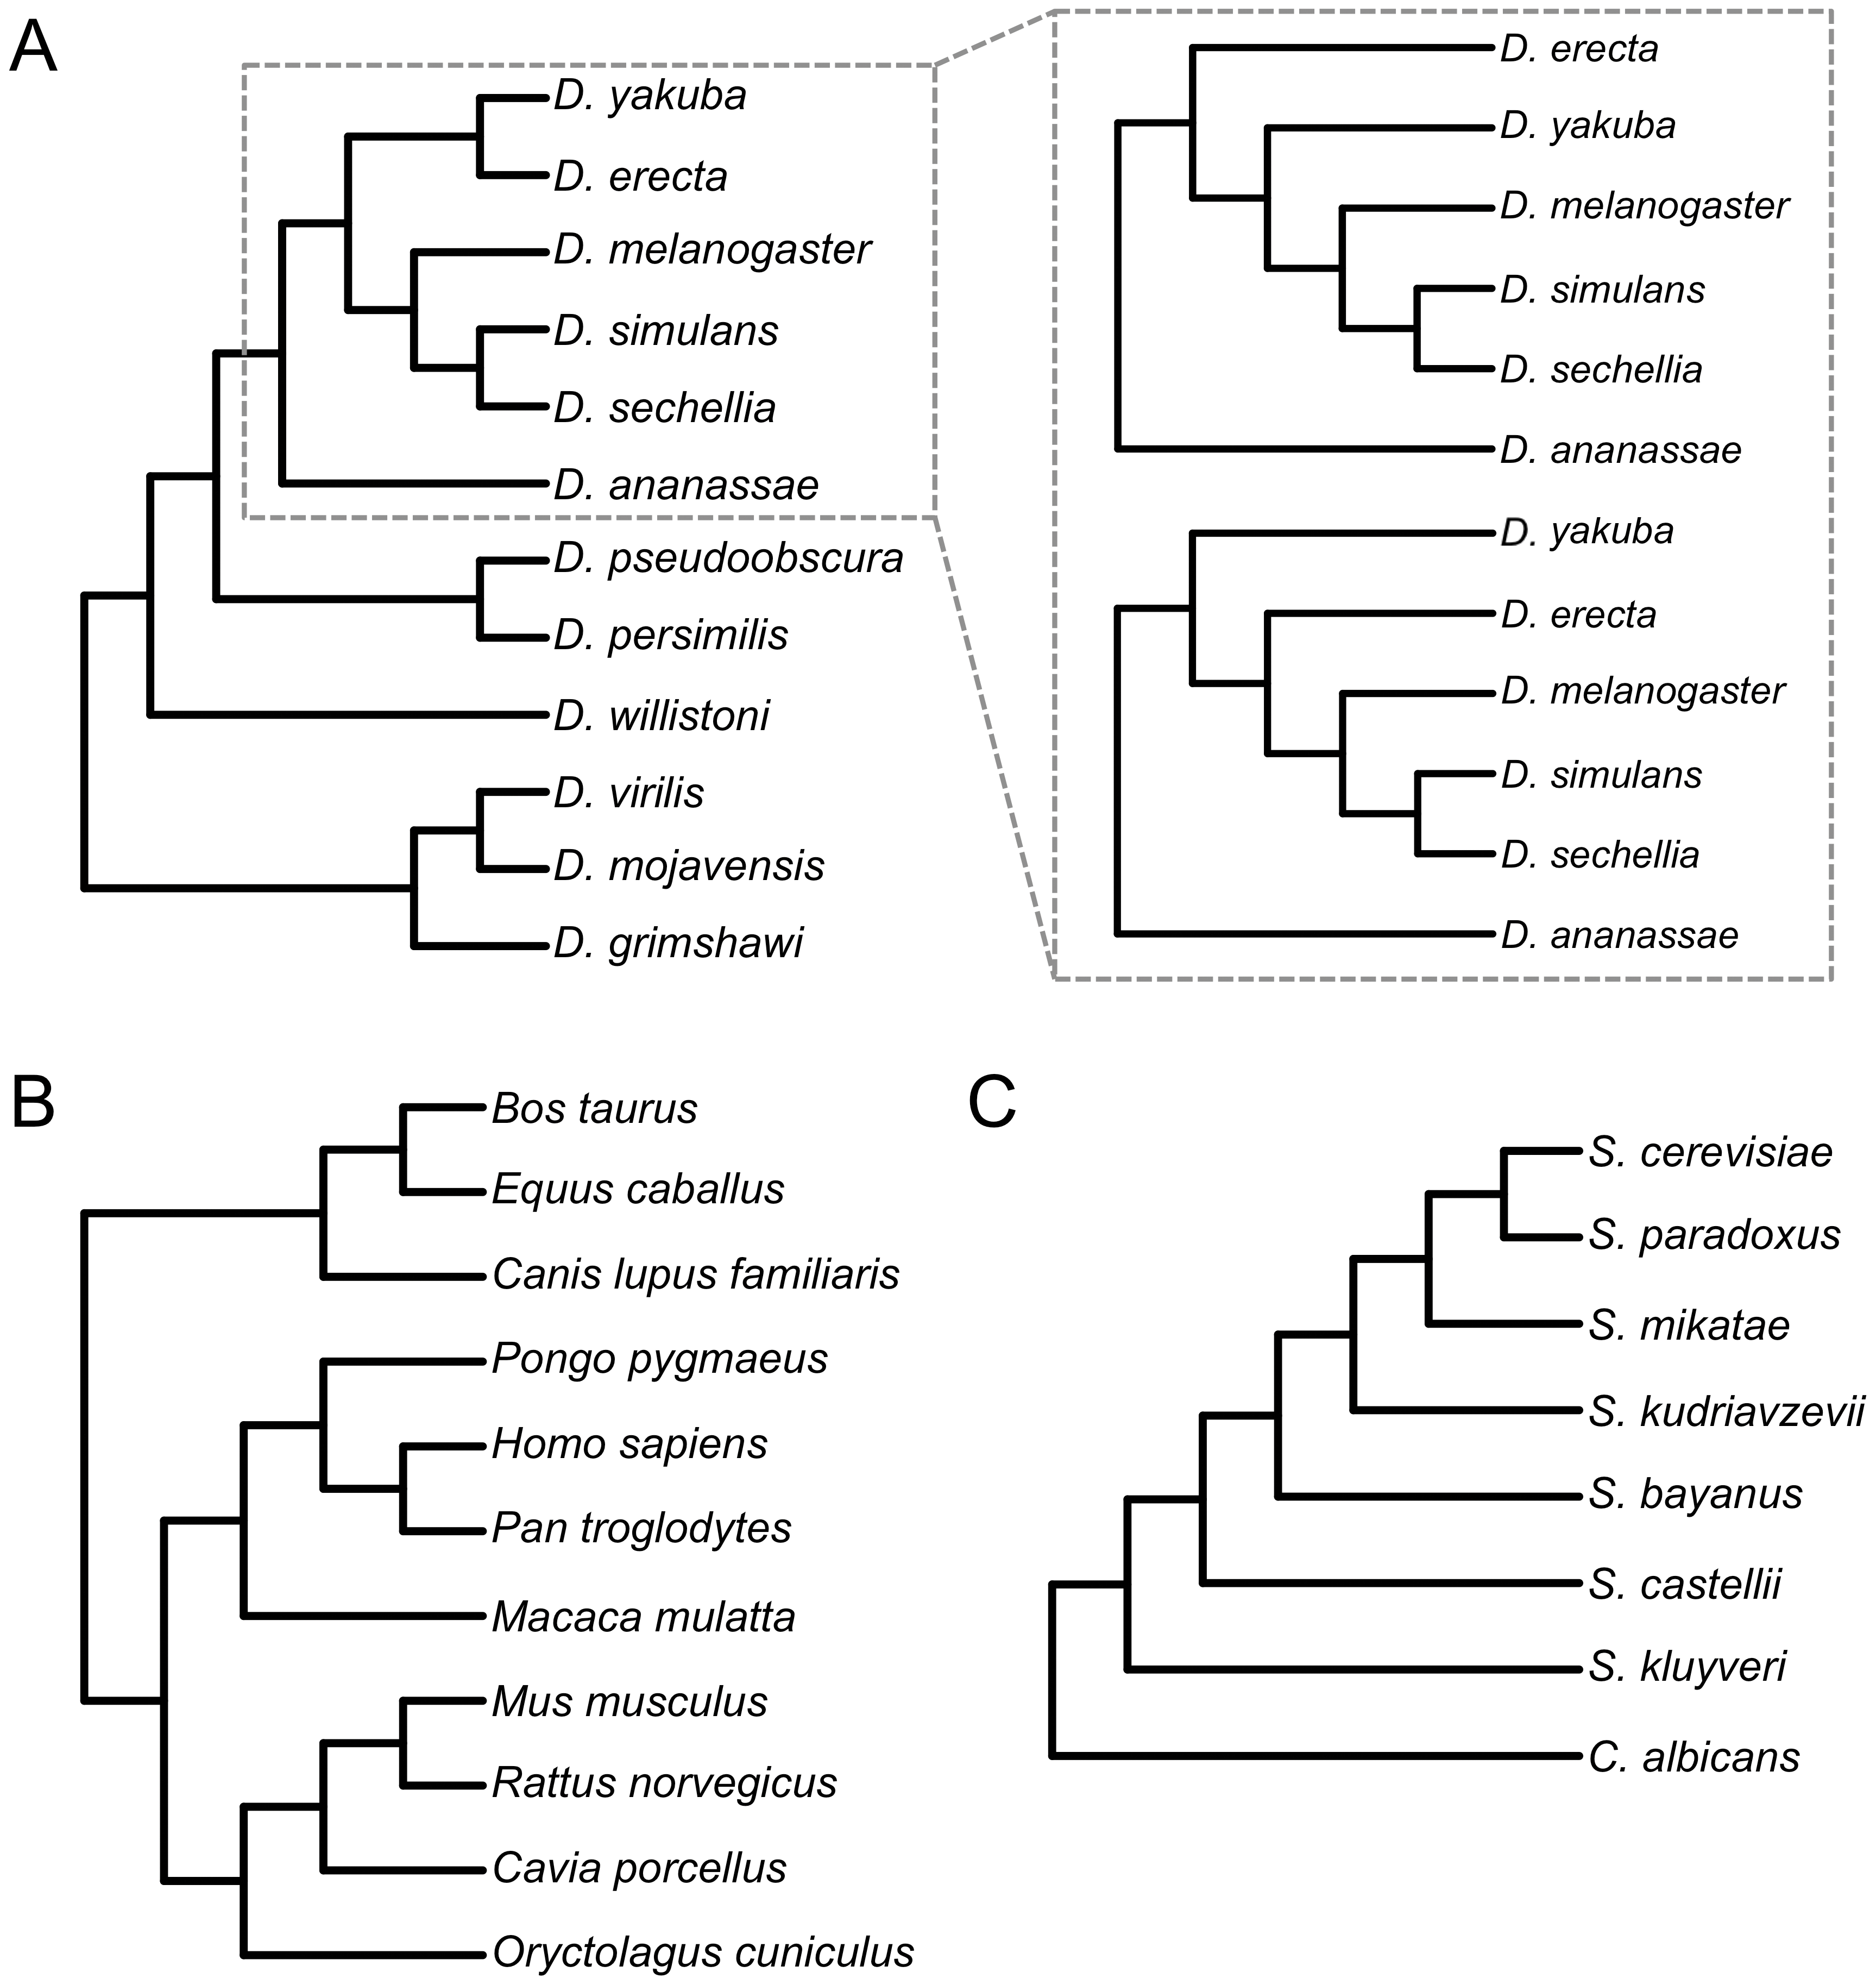 A
D. yakuba
D. erecta
D. melanogaster
D. simulans
D. sechellia
D. ananassae
D. pseudoobscura
D. persimilis
D. willistoni
D. virilis
D. mojavensis
D. grimshawi
D. erecta
D. yakuba
D. melanogaster
D. simulans
D. sechellia
D. ananassae
D. yakuba
D. erecta
D. melanogaster
D. simulans
D. sechellia
D. ananassae
B
Bos taurus
Equus caballus
Canis lupus familiaris
Pongo pygmaeus
Homo sapiens
Pan troglodytes
Macaca mulatta
Mus musculus
Rattus norvegicus
Cavia porcellus
Oryctolagus cuniculus
C
S. cerevisiae
S. paradoxus
S. mikatae
S. kudriavzevii
S. bayanus
S. castellii
S. kluyveri
C. albicans